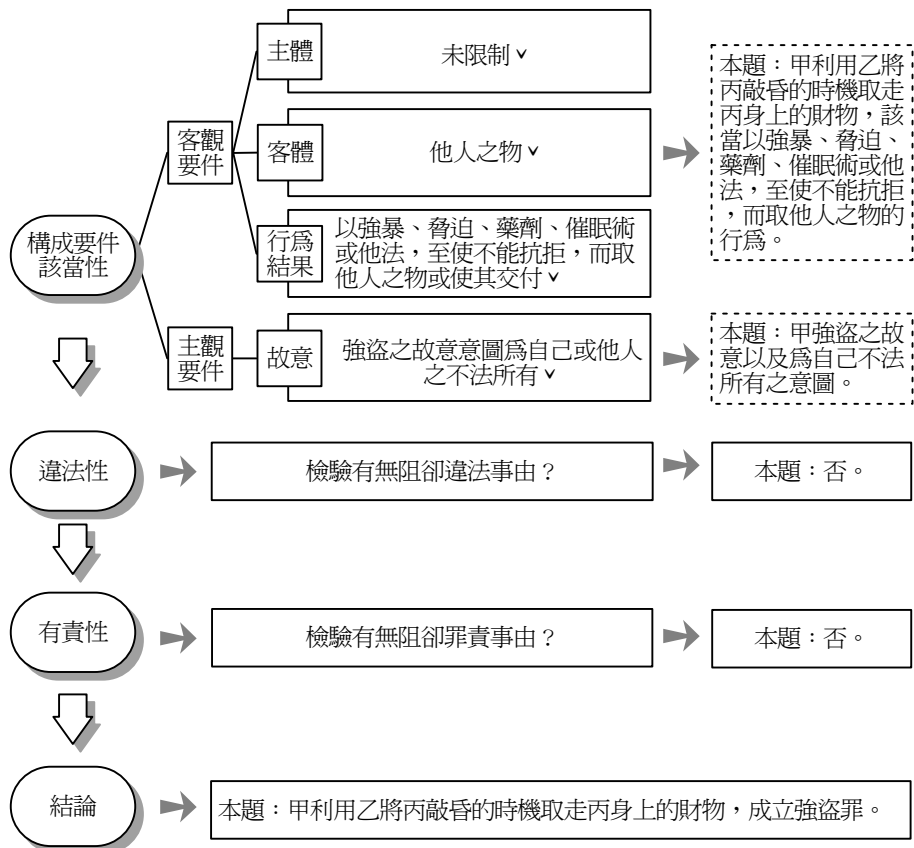 主體
未限制✓
客觀
要件
客體
他人之物✓
行為
結果
以強暴、脅迫、藥劑、催眠術
或他法，至使不能抗拒，而取
他人之物或使其交付✓
本題：甲利用乙將
丙敲昏的時機取走
丙身上的財物，該
當以強暴、脅迫、
藥劑、催眠術或他
法，至使不能抗拒
，而取他人之物的
行為。
構成要件
該當性
主觀
要件
故意
強盜之故意意圖為自己或他人
之不法所有✓
本題：甲強盜之故
意以及為自己不法
所有之意圖。
違法性
檢驗有無阻卻違法事由？
本題：否。
有責性
檢驗有無阻卻罪責事由？
本題：否。
結論
本題：甲利用乙將丙敲昏的時機取走丙身上的財物，成立強盜罪。